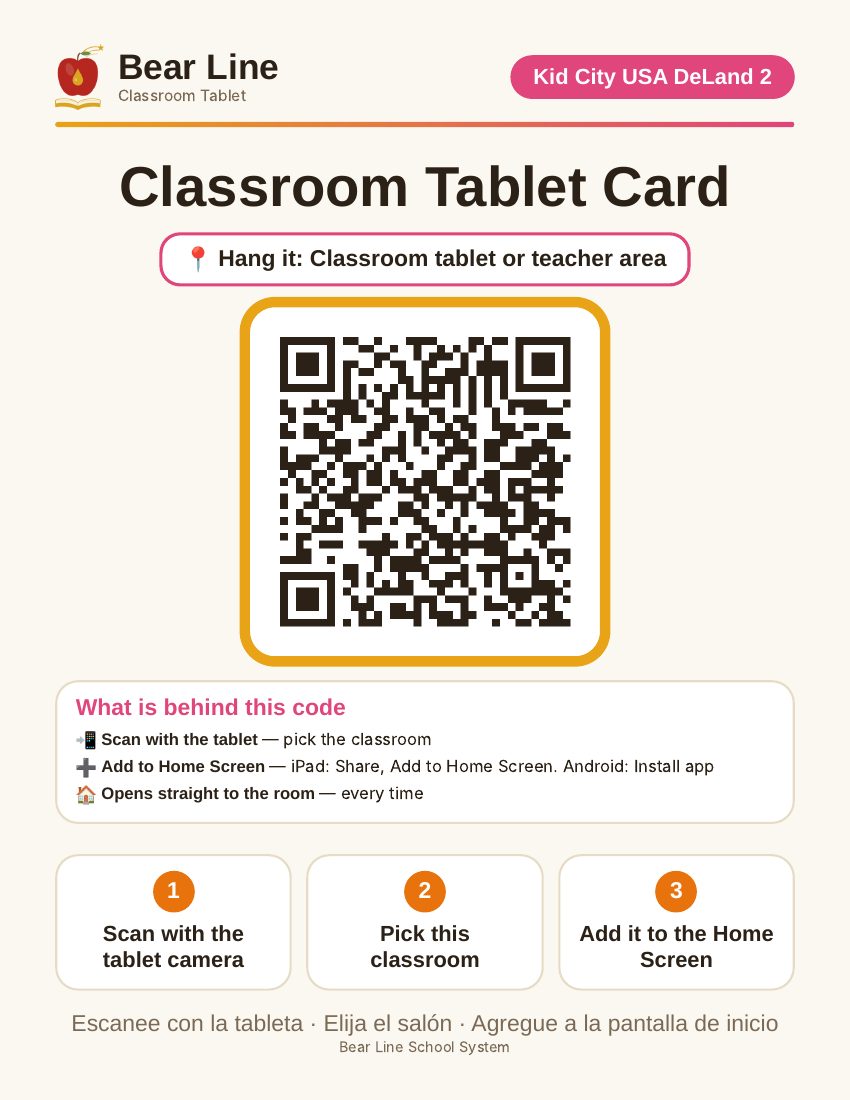 Bear Line
Classroom Tablet
Kid City USA DeLand 2
Classroom Tablet Card
📍 Hang it: Classroom tablet or teacher area
What is behind this code
📲 Scan with the tablet — pick the classroom
➕ Add to Home Screen — iPad: Share, Add to Home Screen. Android: Install app
🏠 Opens straight to the room — every time
1
Scan with the
tablet camera
2
Pick this
classroom
3
Add it to the Home
Screen
Escanee con la tableta · Elija el salón · Agregue a la pantalla de inicio
Bear Line School System